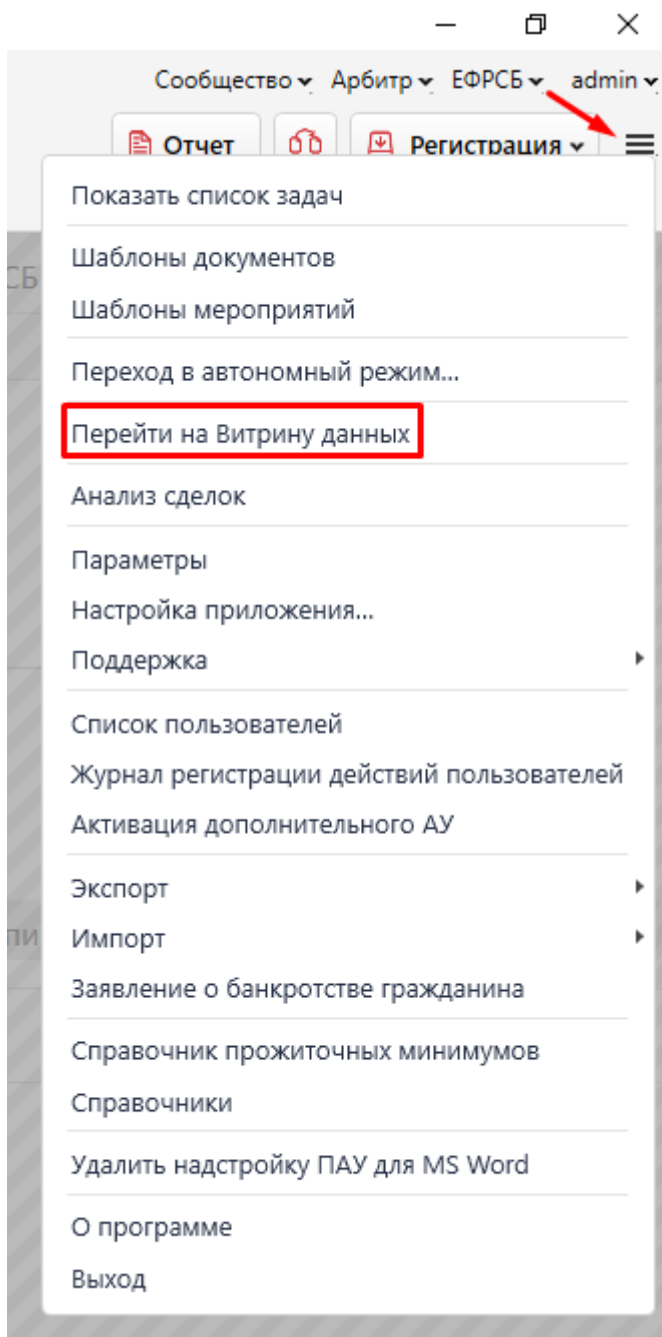 Сообщество Арбитр ЕФРСБ admin
Отчет Регистрация
Показать список задач
СБ
Шаблоны документов
Шаблоны мероприятий
Переход в автономный режим...
Перейти на Витрину данных
Анализ сделок
Параметры
Настройка приложения...
Поддержка
Список пользователей
Журнал регистрации действий пользователей
Активация дополнительного АУ
Экспорт
пи
Импорт
Заявление о банкротстве гражданина
Справочник прожиточных минимумов
Справочники
Удалить надстройку ПАУ для MS Word
О программе
Выход